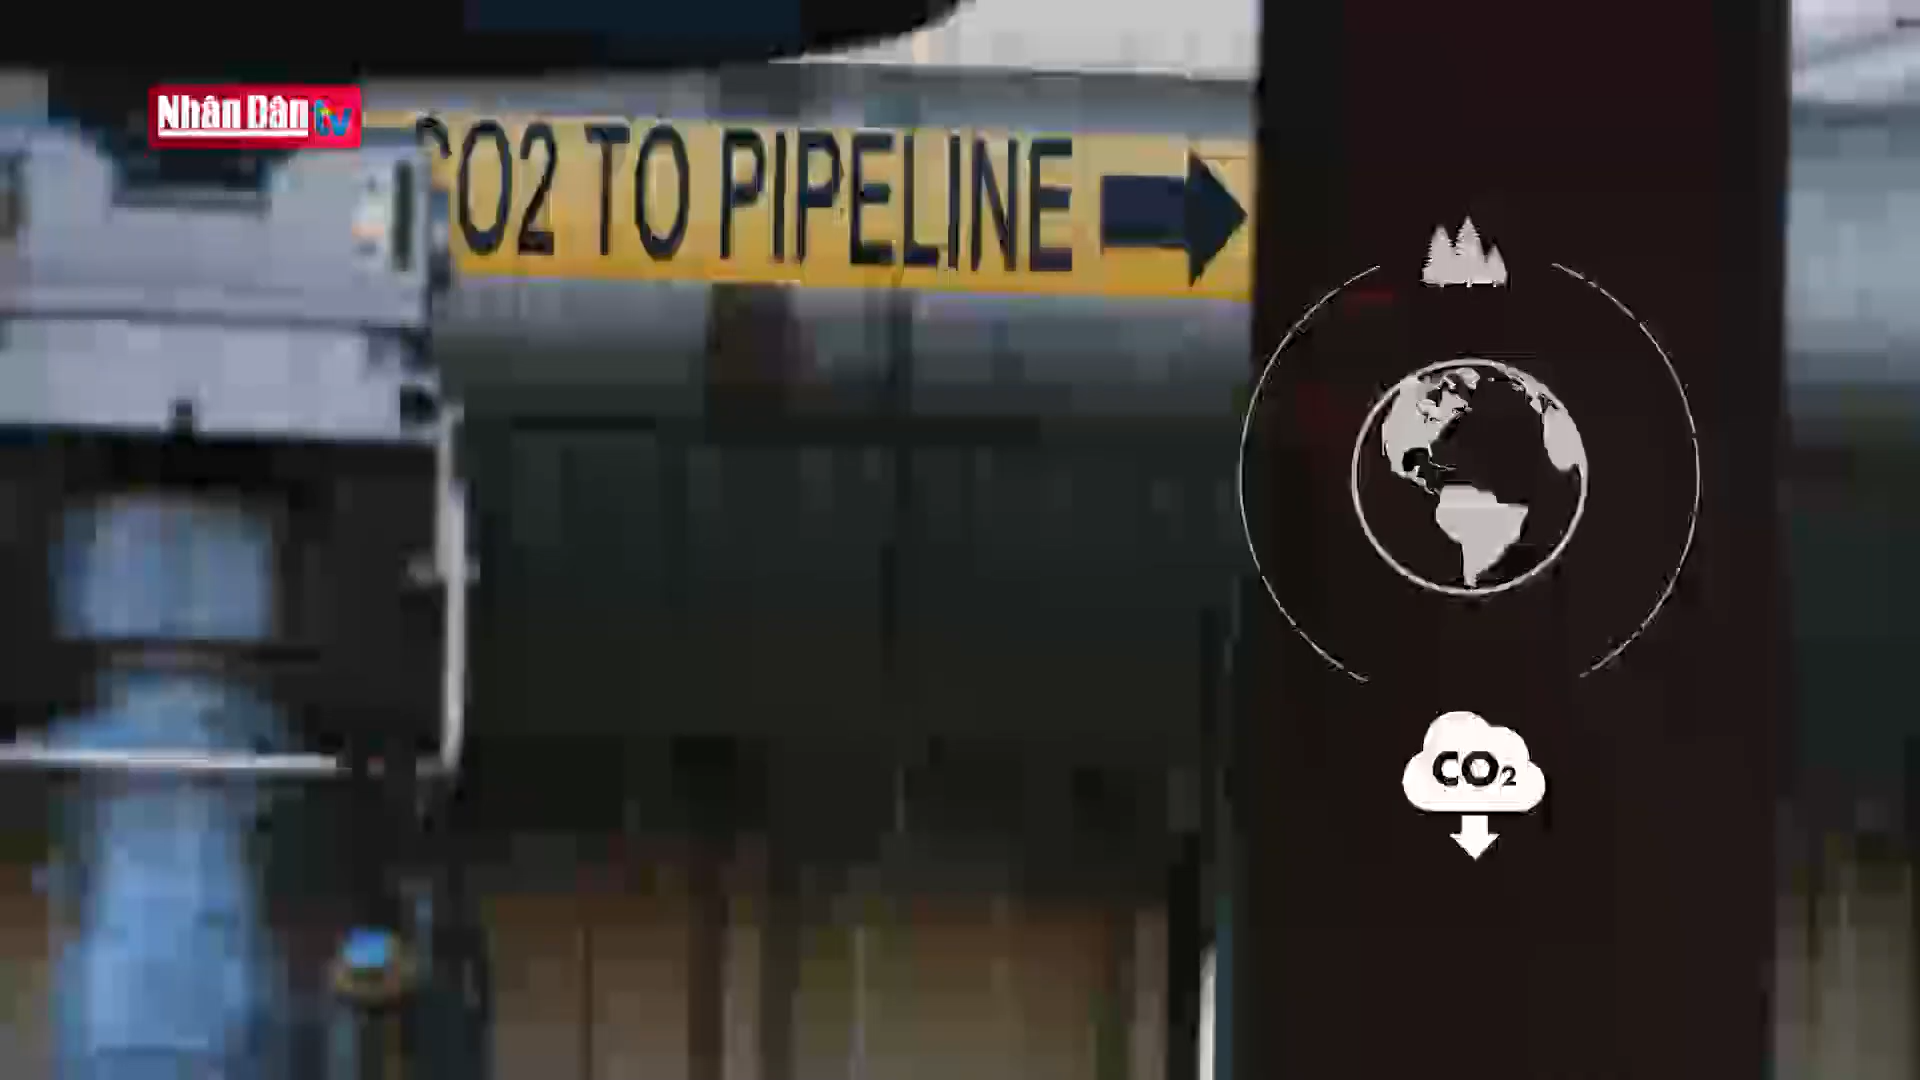 Nhân Dân tv
CO2 TO PIPELINE
CO₂